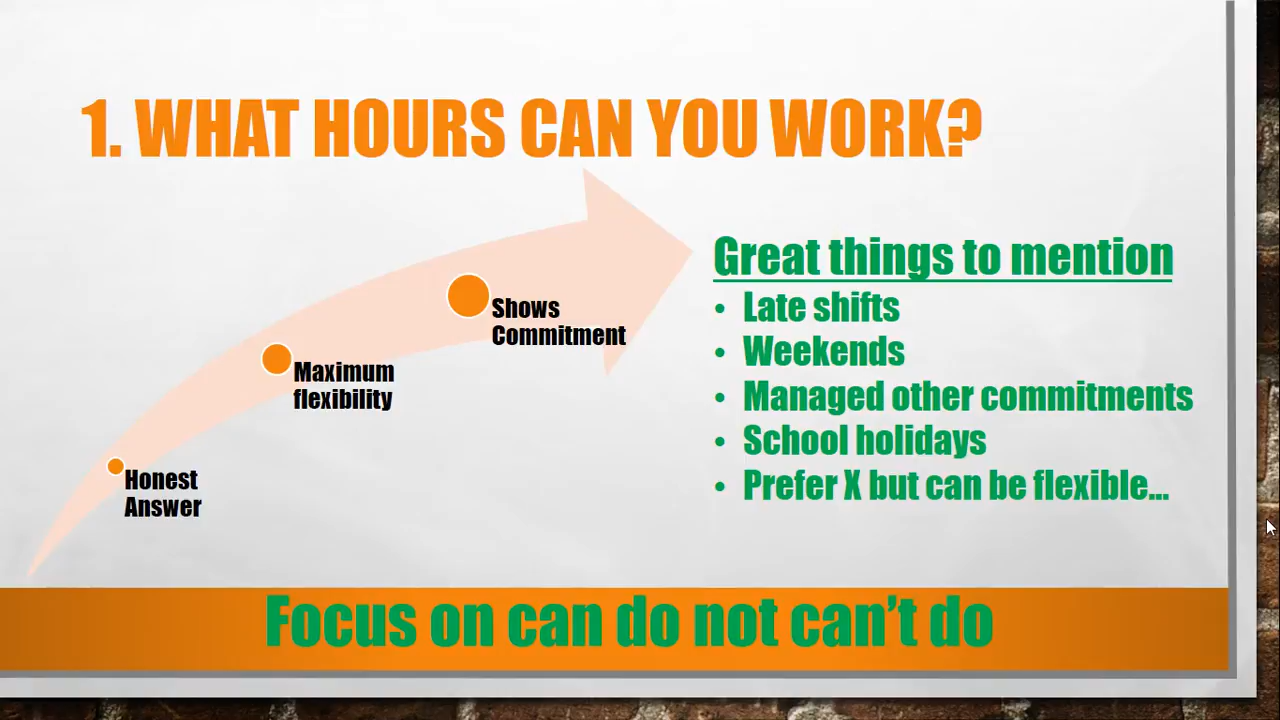 1. WHAT HOURS CAN YOU WORK?
Honest
Answer
Maximum
flexibility
Shows
Commitment
Great things to mention
• Late shifts
• Weekends
• Managed other commitments
• School holidays
• Prefer X but can be flexible...
Focus on can do not can’t do